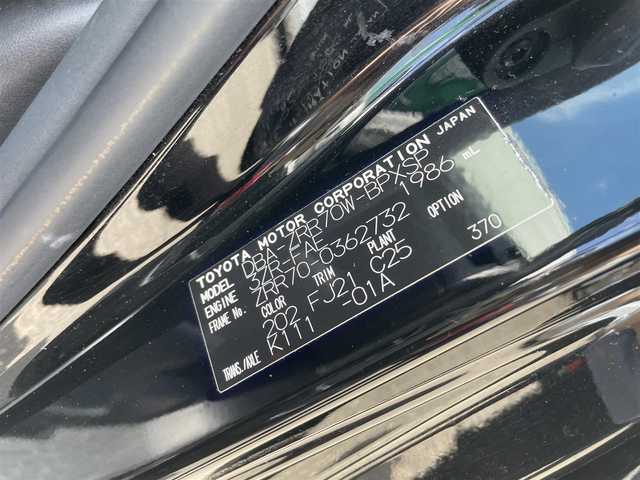 TOYOTA MOTOR CORPORATION JAPAN
MODEL DBA-ZRR70W-BPXSP
ENGINE 3ZR-FAE 1986 mL
FRAME No. ZRR70-0362732
COLOR TRIM PLANT OPTION
202 FJ21 C25 370
TRANS./AXLE K111 -01A